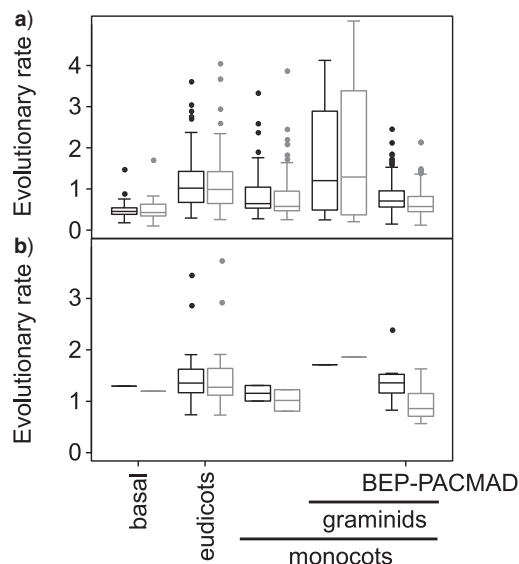 a)
Evolutionary rate
4
3
2
1
0
b)
Evolutionary rate
3
2
1
0
basal
eudicots
BEP-PACMAD
graminids
monocots